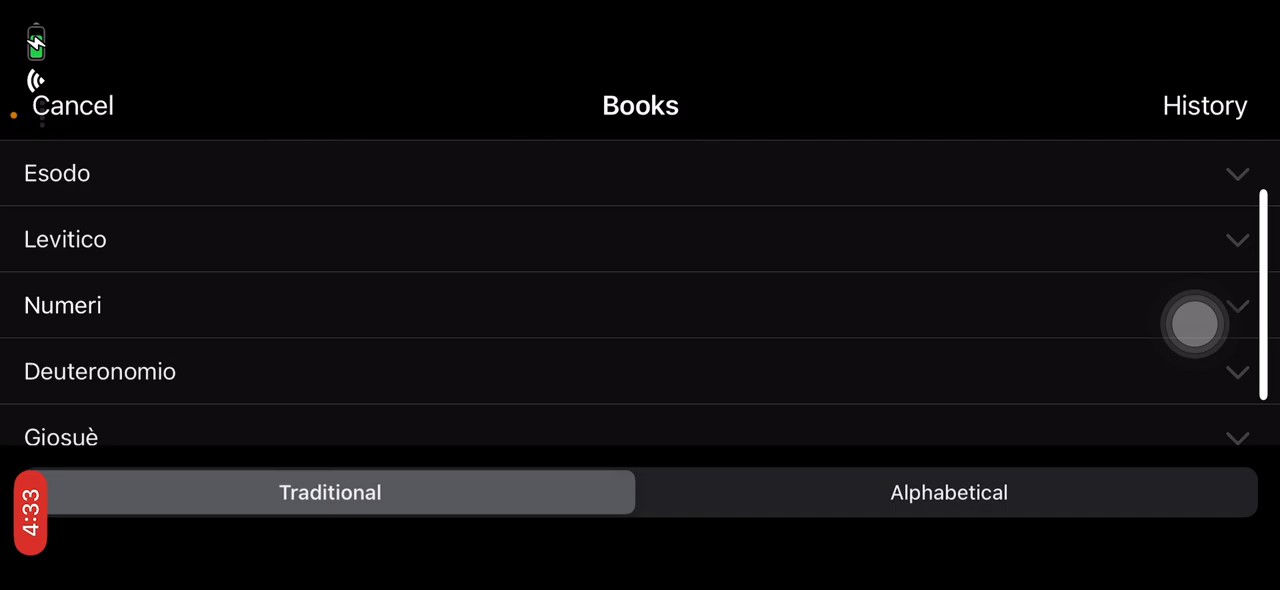 Cancel
Books
History
Esodo
Levitico
Numeri
Deuteronomio
Giosuè
Traditional
Alphabetical
4:33